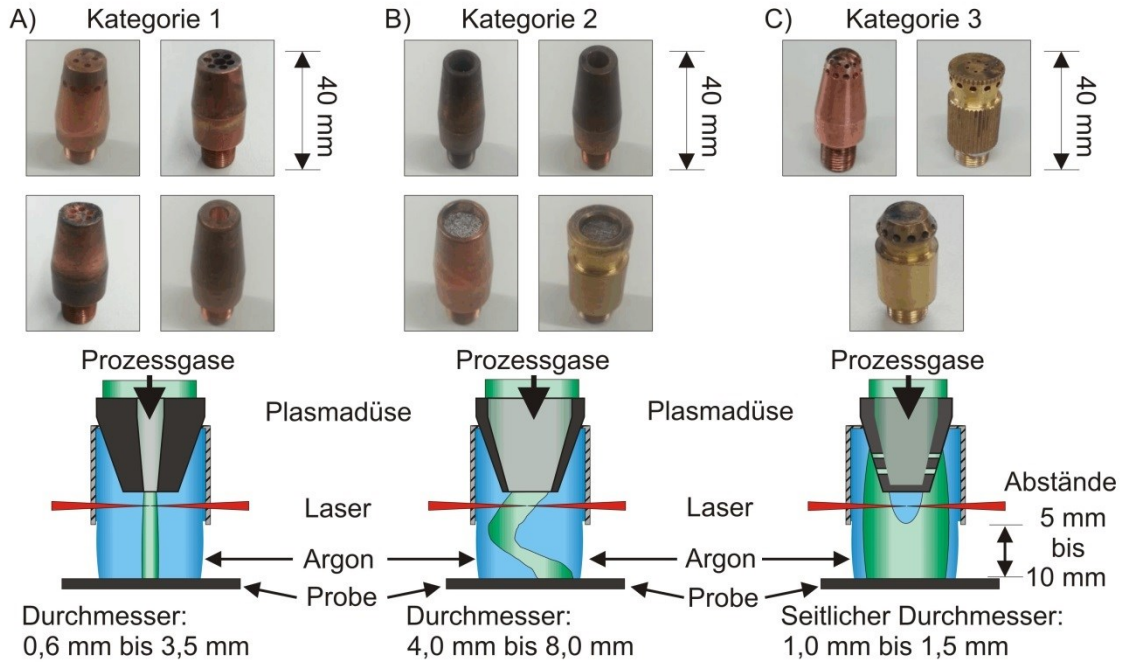 A) Kategorie 1
B) Kategorie 2
C) Kategorie 3
40 mm
40 mm
40 mm
Prozessgase
Prozessgase
Prozessgase
Plasmadüse
Plasmadüse
Laser
Laser
Abstände
5 mm
bis
10 mm
Argon
Argon
Probe
Probe
Durchmesser:
0,6 mm bis 3,5 mm
Durchmesser:
4,0 mm bis 8,0 mm
Seitlicher Durchmesser:
1,0 mm bis 1,5 mm